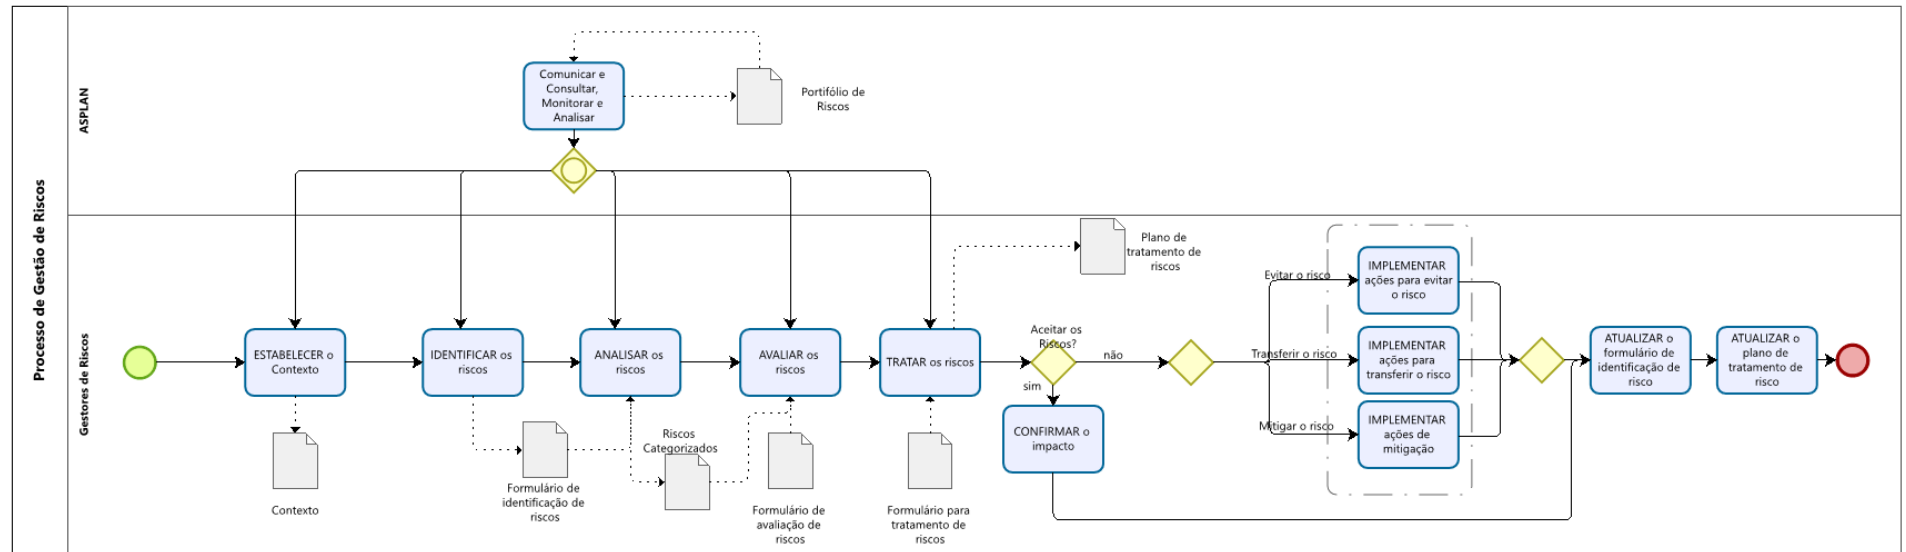 Processo de Gestão de Riscos
ASPLAN
Comunicar e
Consultar,
Monitorar e
Analisar
Portifólio de
Riscos
Gestores de Riscos
ESTABELECER o
Contexto
IDENTIFICAR os
riscos
ANALISAR os
riscos
AVALIAR os
riscos
TRATAR os riscos
Contexto
Formulário de
identificação de
riscos
Riscos
Categorizados
Formulário de
avaliação de
riscos
Formulário para
tratamento de
riscos
Plano de
tratamento de
riscos
Aceitar os
Riscos?
não
sim
CONFIRMAR o
impacto
Evitar o risco
Transferir o risco
Mitigar o risco
IMPLEMENTAR
ações para evitar
o risco
IMPLEMENTAR
ações para
transferir o risco
IMPLEMENTAR
ações de
mitigação
ATUALIZAR o
formulário de
identificação de
risco
ATUALIZAR o
plano de
tratamento de
risco